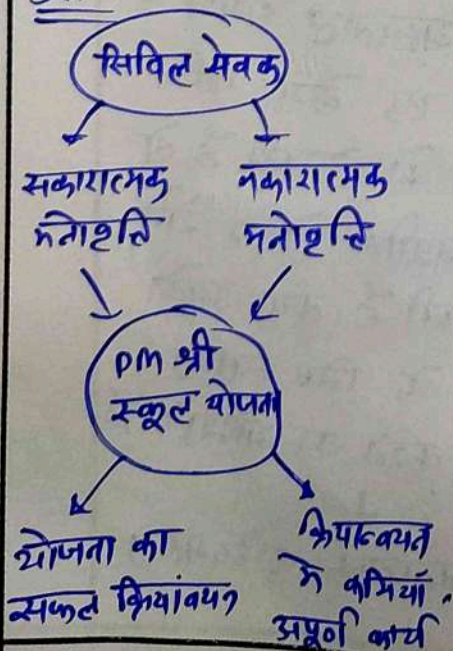 सिविल सेवक
सकारात्मक
मनोवृत्ति
नकारात्मक
मनोवृत्ति
PM श्री
स्कूल योजना
योजना का
सफल क्रियांवयन
क्रियान्वयन
में कमियाँ,
अपूर्ण कार्य